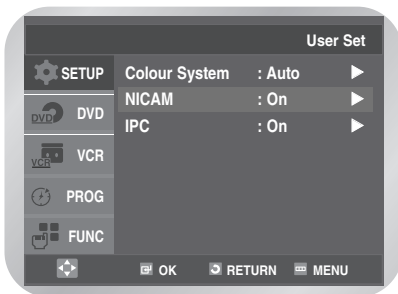 User Set
SETUP
Colour System : Auto
DVD DVD
NICAM : On
IPC : On
VCR VCR
PROG
FUNC
OK RETURN MENU